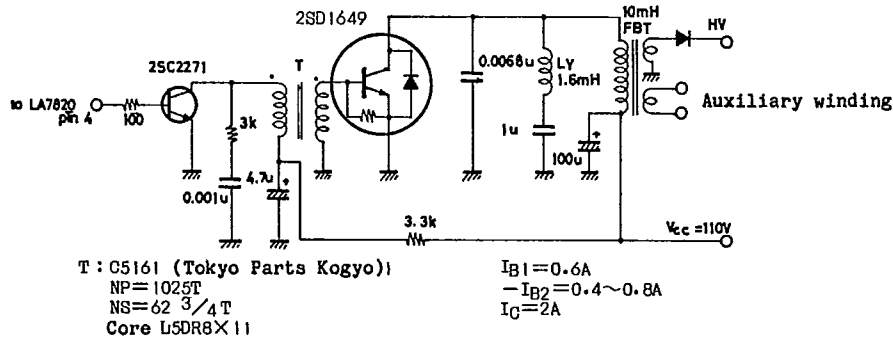 2SD1649
10mH
FBT
HV
2SC2271
T
0.0068u
LY
1.6mH
to LA7820
pin 4
100
3k
Auxiliary winding
1u
100u
+
4.7u
+
0.001u
3.3k
Vcc=110V
T : C5161 (Tokyo Parts Kogyo)
NP=1025T
NS=62 3/4 T
Core L5DR8×11
IB1=0.6A
-IB2=0.4~0.8A
IC=2A